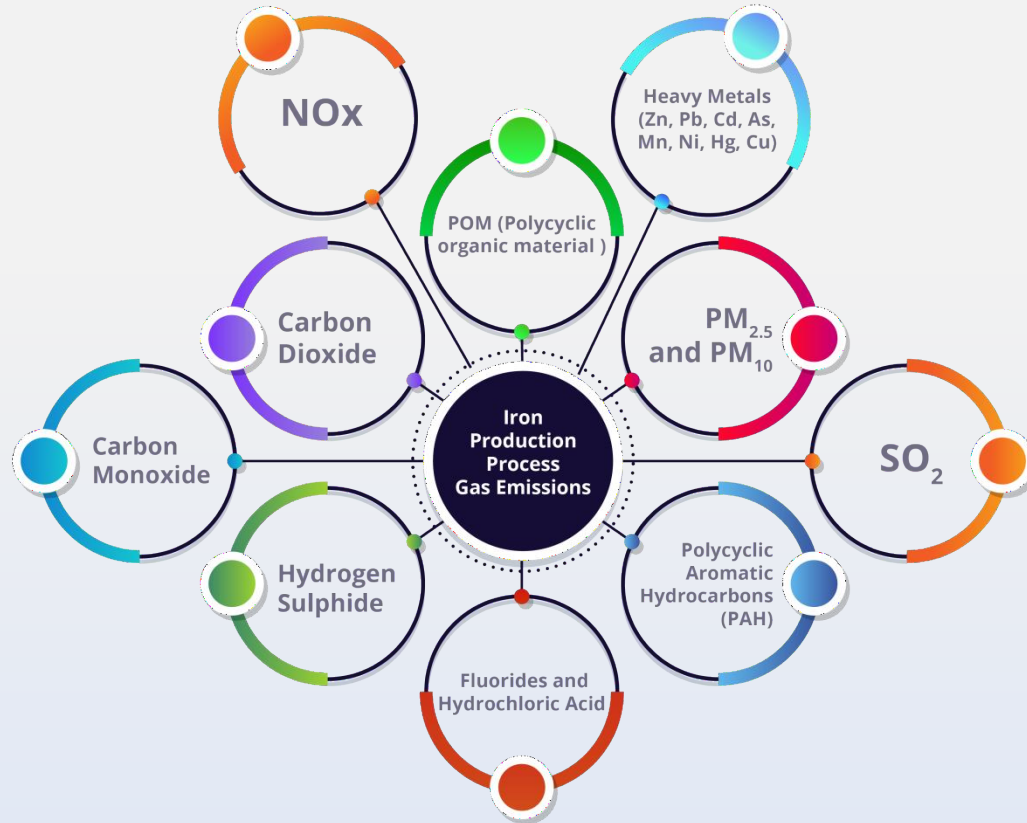 NOx
Heavy Metals
(Zn, Pb, Cd, As,
Mn, Ni, Hg, Cu)
POM (Polycyclic
organic material )
Carbon
Dioxide
PM₂.₅
and PM₁₀
Carbon
Monoxide
Iron
Production
Process
Gas Emissions
SO₂
Hydrogen
Sulphide
Polycyclic
Aromatic
Hydrocarbons
(PAH)
Fluorides and
Hydrochloric Acid